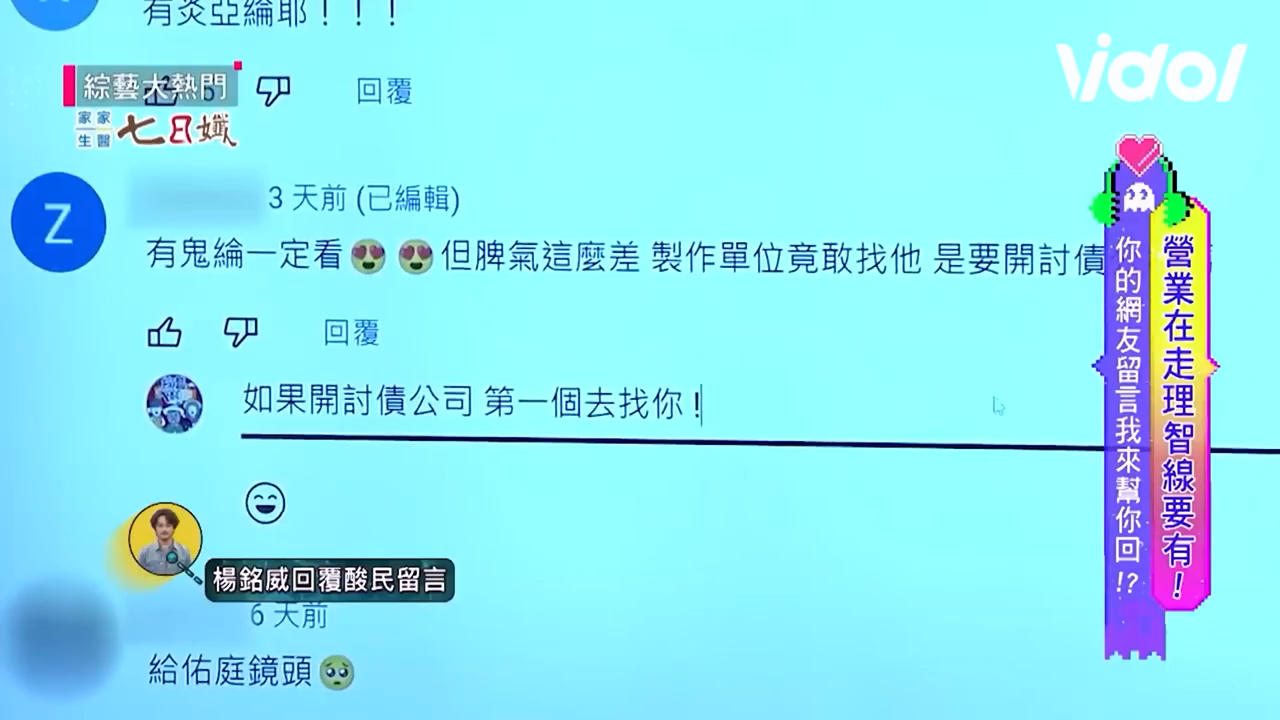 有炎亞綸耶！！！
vidol
綜藝大熱門
回覆
家家
生醫
七日孅
Z
3 天前 (已編輯)
有鬼綸一定看😍 😍 但脾氣這麼差 製作單位竟敢找他 是要開討債
回覆
如果開討債公司 第一個去找你！
楊銘威回覆酸民留言
6 天前
給佑庭鏡頭🥺
營業在走理智線要有！
你的網友留言我來幫你回!?